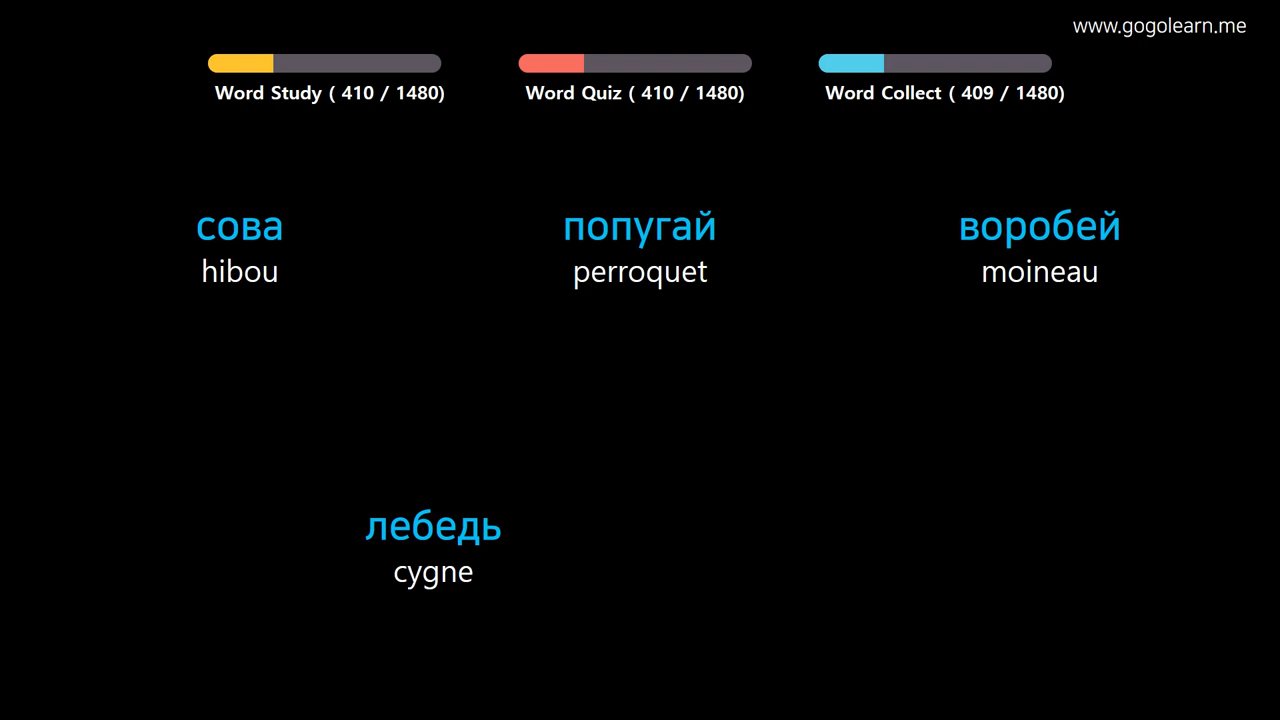 www.gogolearn.me
Word Study ( 410 / 1480)
Word Quiz ( 410 / 1480)
Word Collect ( 409 / 1480)
сова
hibou
попугай
perroquet
воробей
moineau
лебедь
cygne